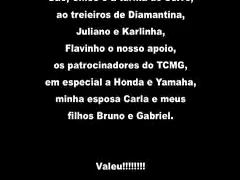 ao treieiros de Diamantina,
Juliano e Karlinha,
Flavinho o nosso apoio,
os patrocinadores do TCMG,
em especial a Honda e Yamaha,
minha esposa Carla e meus
filhos Bruno e Gabriel.
Valeu!!!!!!!!